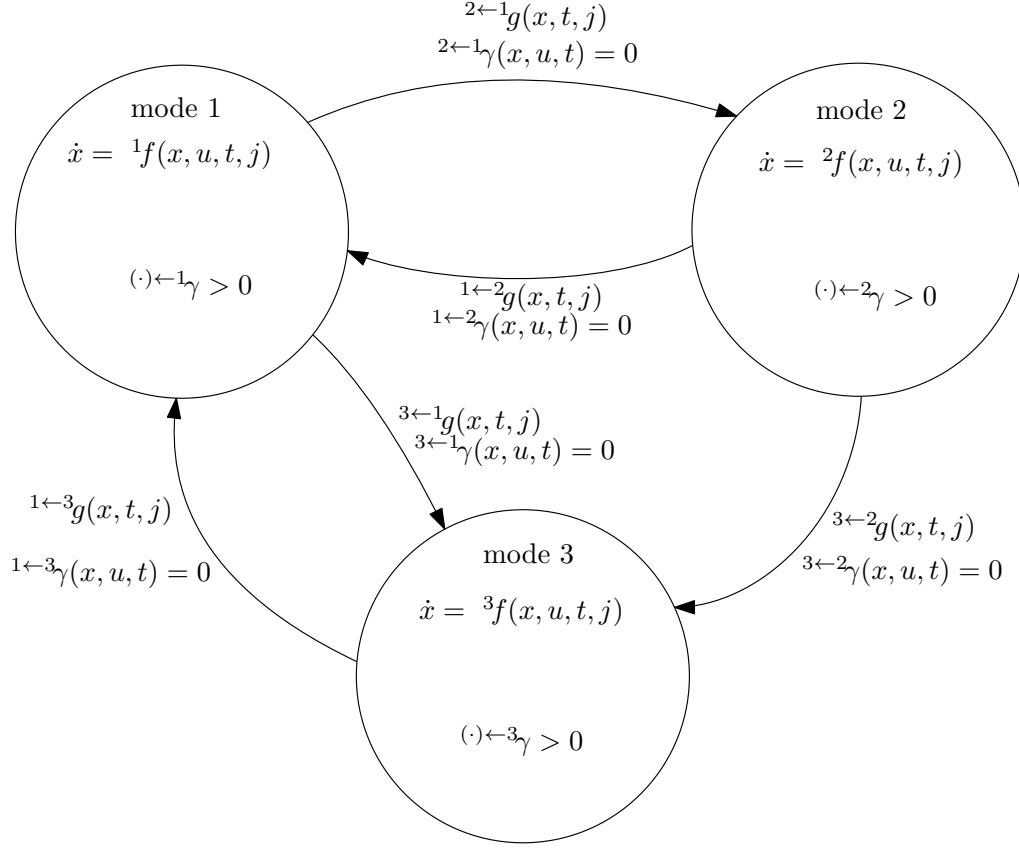 ²←¹g(x, t, j)
²←¹γ(x, u, t) = 0
mode 1
ẋ = ¹f(x, u, t, j)
⁽·⁾←¹γ > 0
mode 2
ẋ = ²f(x, u, t, j)
⁽·⁾←²γ > 0
¹←²g(x, t, j)
¹←²γ(x, u, t) = 0
³←¹g(x, t, j)
³←¹γ(x, u, t) = 0
¹←³g(x, t, j)
¹←³γ(x, u, t) = 0
³←²g(x, t, j)
³←²γ(x, u, t) = 0
mode 3
ẋ = ³f(x, u, t, j)
⁽·⁾←³γ > 0